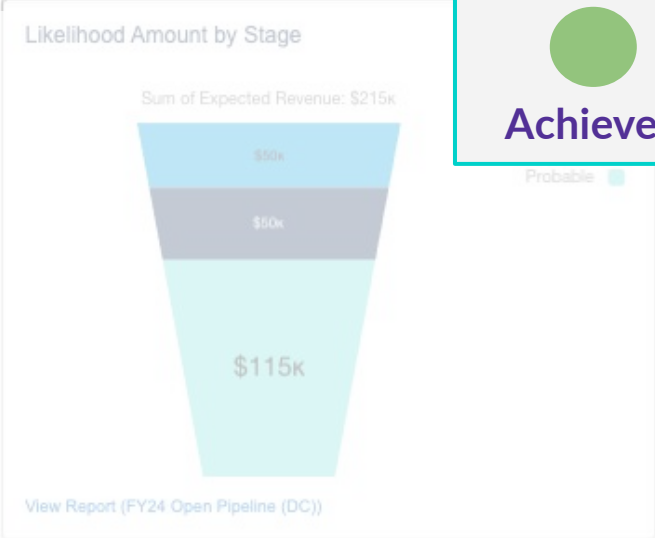 Likelihood Amount by Stage
Achieve
Sum of Expected Revenue: $215K
Probable
$50K
$50K
$115K
View Report (FY24 Open Pipeline (DC))